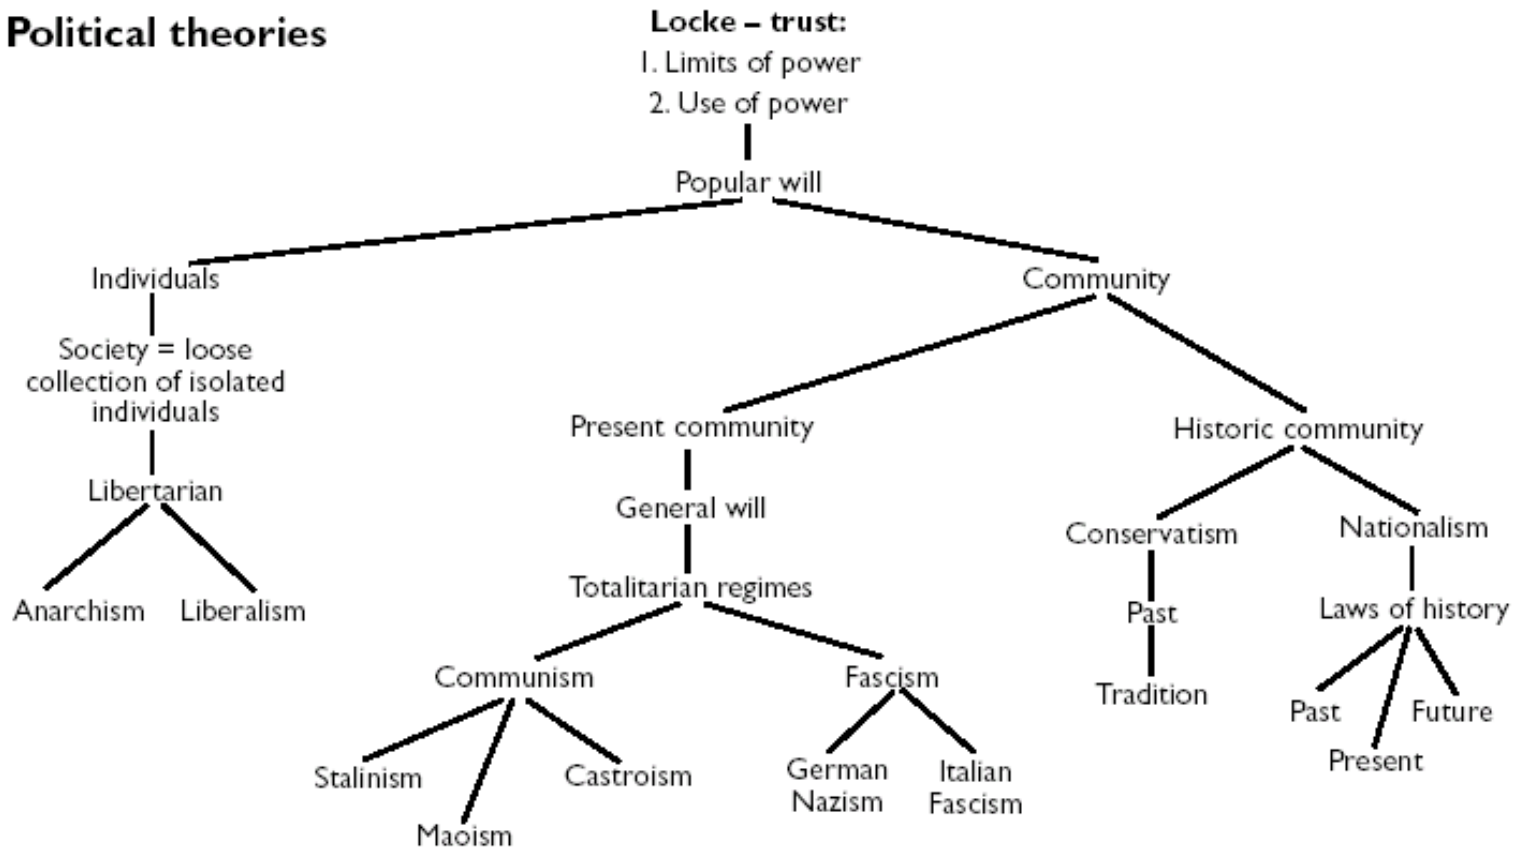 Political theories
Locke – trust:
1. Limits of power
2. Use of power
Popular will
Individuals
Community
Society = loose
collection of isolated
individuals
Present community
Historic community
Libertarian
General will
Conservatism
Nationalism
Anarchism
Liberalism
Totalitarian regimes
Past
Laws of history
Communism
Fascism
Tradition
Past
Future
Present
Stalinism
Castroism
German
Nazism
Italian
Fascism
Maoism